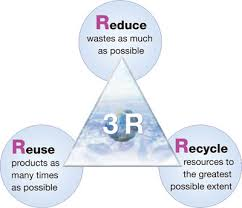 Reduce
wastes as much
as possible
3R
Reuse
products as
many times
as possible
Recycle
resources to
the greatest
possible extent